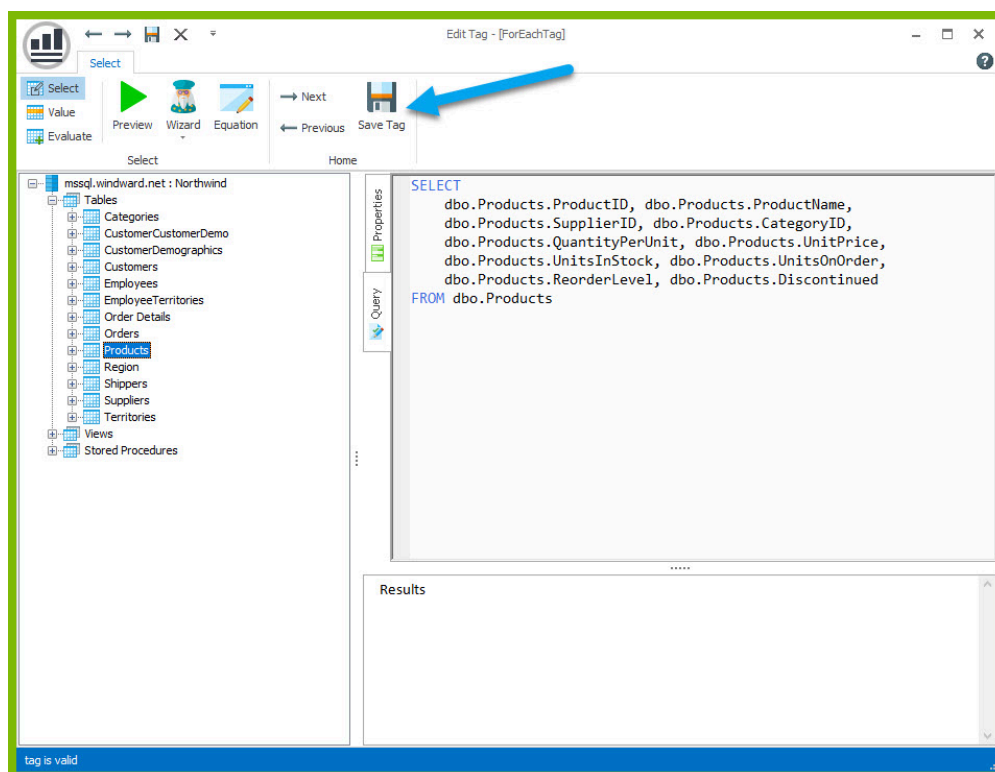 Edit Tag - [ForEachTag]
Select
Select
Value
Evaluate
Preview
Wizard
Equation
Next
Previous
Save Tag
Select
Home
mssql.windward.net : Northwind
Tables
Categories
CustomerCustomerDemo
CustomerDemographics
Customers
Employees
EmployeeTerritories
Order Details
Orders
Products
Region
Shippers
Suppliers
Territories
Views
Stored Procedures
Properties
Query
SELECT
dbo.Products.ProductID, dbo.Products.ProductName,
dbo.Products.SupplierID, dbo.Products.CategoryID,
dbo.Products.QuantityPerUnit, dbo.Products.UnitPrice,
dbo.Products.UnitsInStock, dbo.Products.UnitsOnOrder,
dbo.Products.ReorderLevel, dbo.Products.Discontinued
FROM dbo.Products
Results
tag is valid